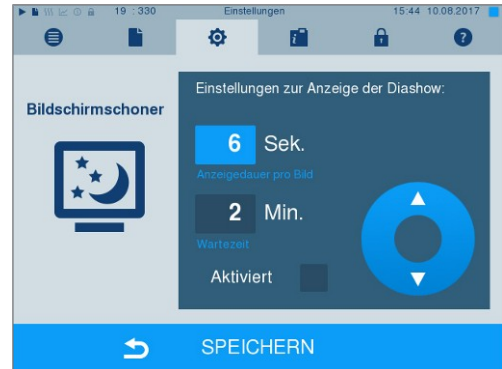 19 : 330 Einstellungen 15:44 10.08.2017
Bildschirmschoner
Einstellungen zur Anzeige der Diashow:
6 Sek.
Anzeigedauer pro Bild
2 Min.
Wartezeit
Aktiviert
SPEICHERN